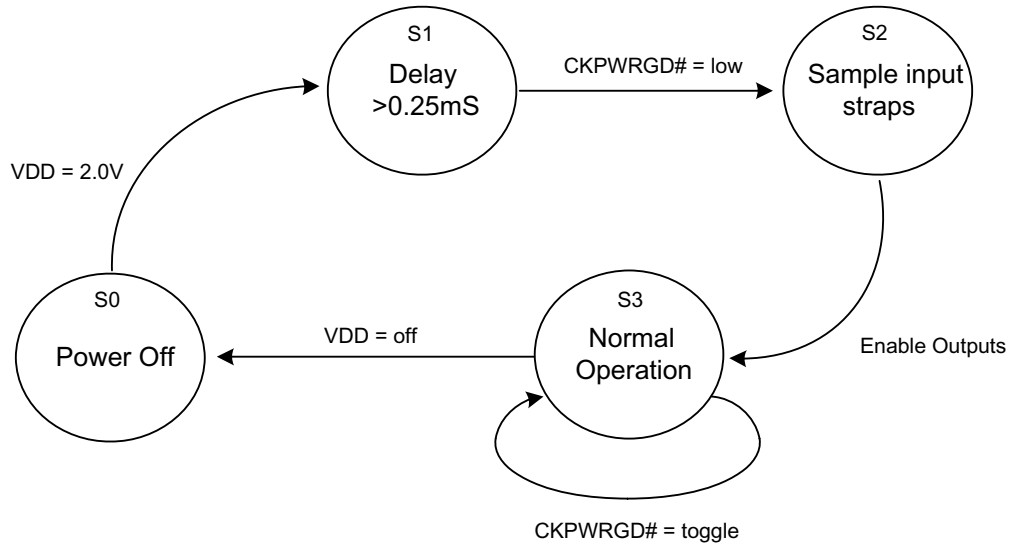 S1
Delay
>0.25mS
CKPWRGD# = low
S2
Sample input
straps
VDD = 2.0V
S0
Power Off
VDD = off
S3
Normal
Operation
Enable Outputs
CKPWRGD# = toggle